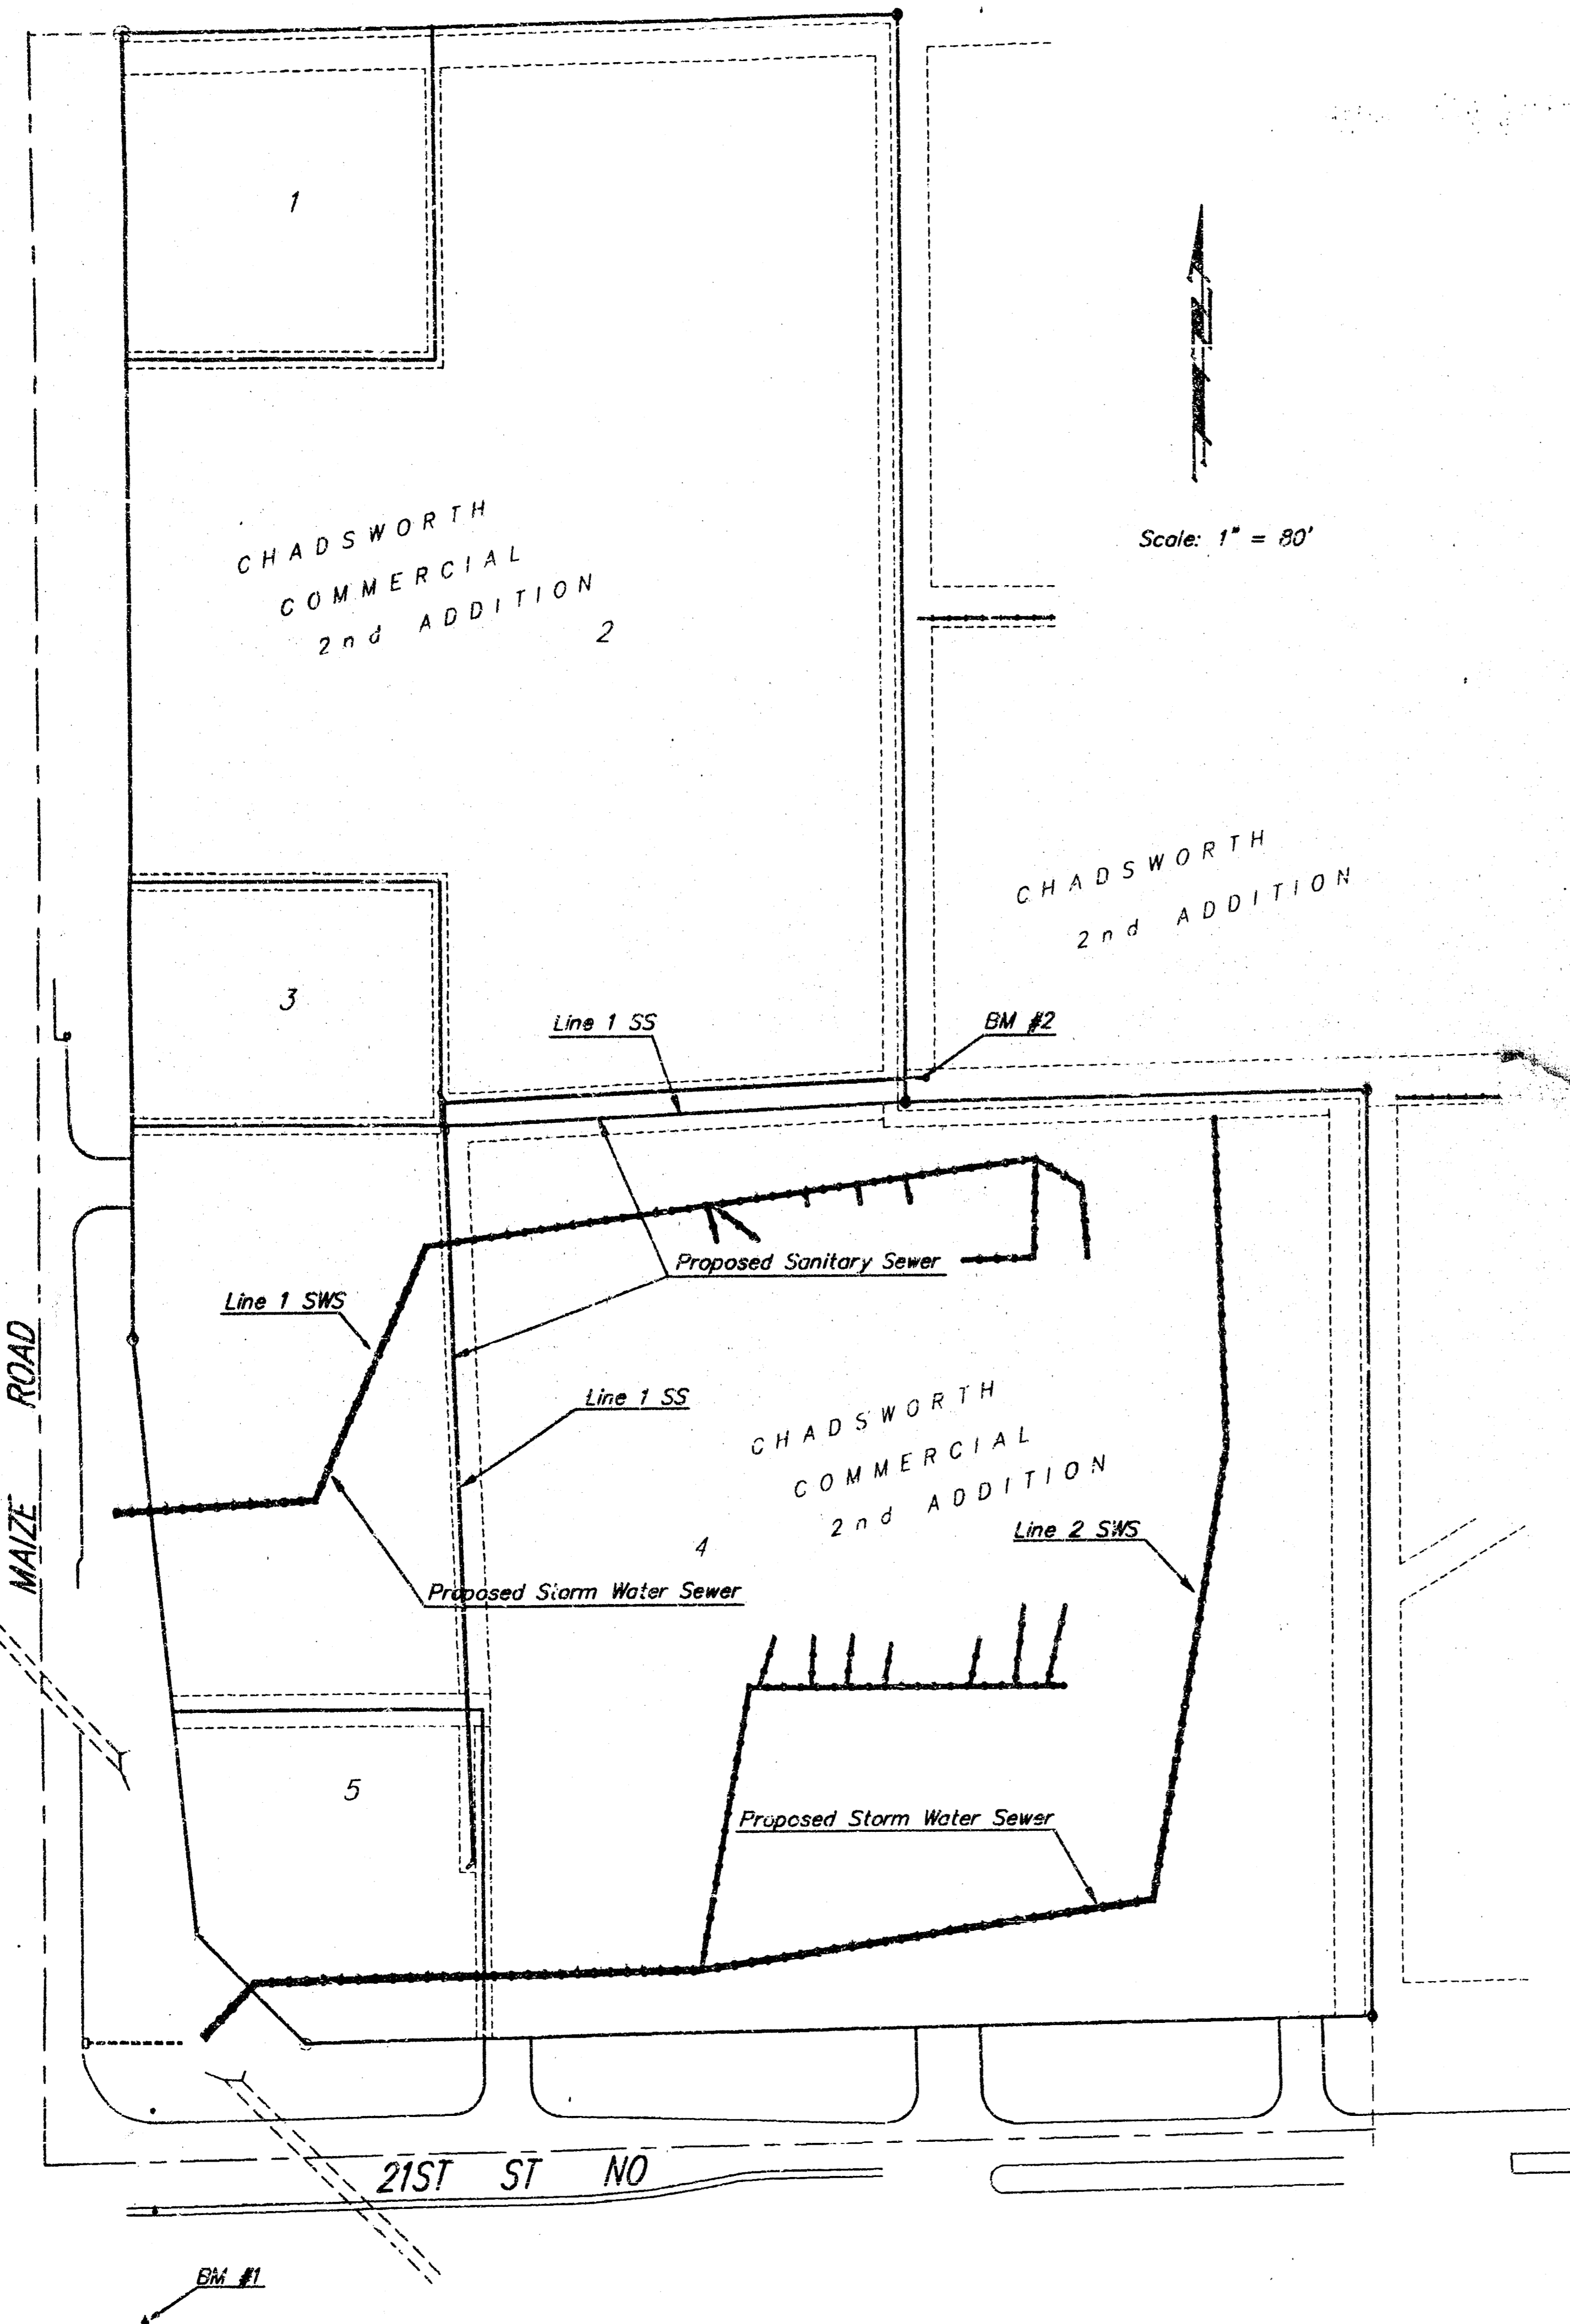 1
Scale: 1" = 80'
CHADSWORTH
COMMERCIAL
2nd ADDITION
2
CHADSWORTH
2nd ADDITION
3
Line 1 SS
BM #2
Proposed Sanitary Sewer
Line 1 SWS
MAIZE ROAD
Line 1 SS
CHADSWORTH
COMMERCIAL
2nd ADDITION
Line 2 SWS
4
Proposed Storm Water Sewer
5
Proposed Storm Water Sewer
21ST ST NO
BM #1